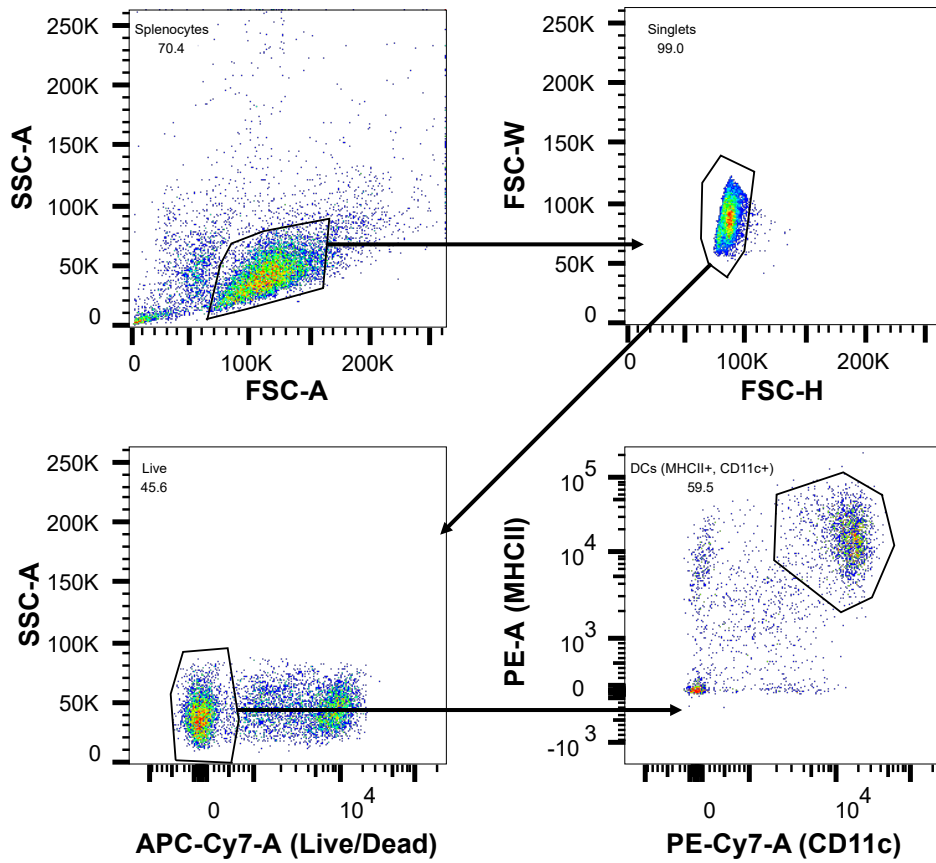 Splenocytes
70.4
250K
200K
150K
100K
50K
0
SSC-A
0
100K
200K
FSC-A
Singlets
99.0
250K
200K
150K
100K
50K
0
FSC-W
0
100K
200K
FSC-H
Live
45.6
250K
200K
150K
100K
50K
0
SSC-A
0
10^4
APC-Cy7-A (Live/Dead)
DCs (MHCII+, CD11c+)
59.5
10^5
10^4
10^3
0
-10^3
PE-A (MHCII)
0
10^4
PE-Cy7-A (CD11c)